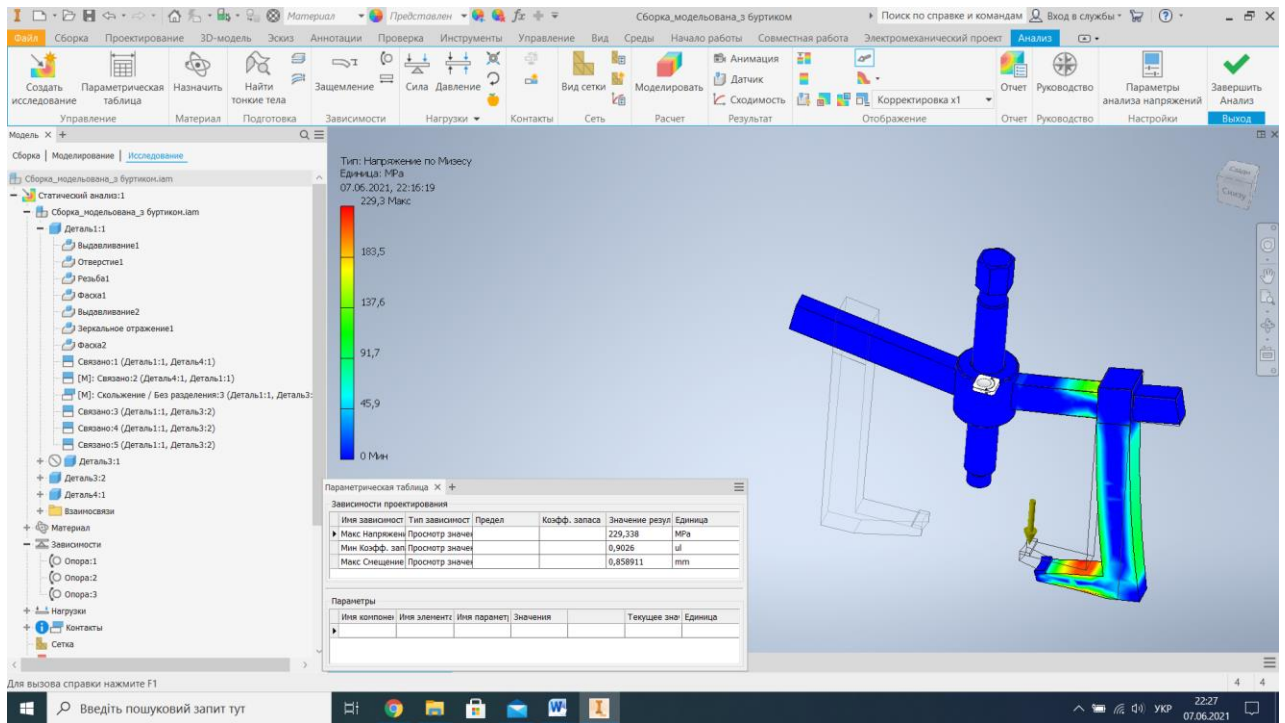 Материал Представлен fx Сборка_модельована_з буртиком Поиск по справке и командам Вход в службы
Файл Сборка Проектирование 3D-модель Эскиз Аннотации Проверка Инструменты Управление Вид Среды Начало работы Совместная работа Электромеханический проект Анализ
Создать исследование
Параметрическая таблица
Назначить
Найти тонкие тела
Защемление
Сила Давление
Вид сетки
Моделировать
Анимация
Датчик
Сходимость
Корректировка x1
Отчет
Руководство
Параметры анализа напряжений
Завершить Анализ
Управление Материал Подготовка Зависимости Нагрузки Контакты Сеть Расчет Результат Отображение Отчет Руководство Настройки Выход
Модель × +
Сборка | Моделирование | Исследование
Сборка_модельована_з буртиком.iam
Статический анализ:1
Сборка_модельована_з буртиком.iam
Деталь1:1
Выдавливание1
Отверстие1
Резьба1
Фаска1
Выдавливание2
Зеркальное отражение1
Фаска2
Связано:1 (Деталь1:1, Деталь4:1)
[M]: Связано:2 (Деталь4:1, Деталь1:1)
[M]: Скольжение / Без разделения:3 (Деталь1:1, Деталь3:
Связано:3 (Деталь1:1, Деталь3:2)
Связано:4 (Деталь1:1, Деталь3:2)
Связано:5 (Деталь1:1, Деталь3:2)
Деталь3:1
Деталь3:2
Деталь4:1
Взаимосвязи
Материал
Зависимости
Опора:1
Опора:2
Опора:3
Нагрузки
Контакты
Сетка
Тип: Напряжение по Мизесу
Единица: MPa
07.06.2021, 22:16:19
229,3 Макс
183,5
137,6
91,7
45,9
0 Мин
Снизу
Параметрическая таблица × +
Зависимости проектирования
Имя зависимост Тип зависимост Предел Коэфф. запаса Значение резул Единица
Макс Напряжени Просмотр значен 229,338 MPa
Мин Коэфф. зап Просмотр значен 0,9026 ul
Макс Смещение Просмотр значен 0,858911 mm
Параметры
Имя компонен Имя элемента Имя парамет Значения Текущее зна Единица
Для вызова справки нажмите F1 4 4
Введіть пошуковий запит тут
УКР
22:27
07.06.2021